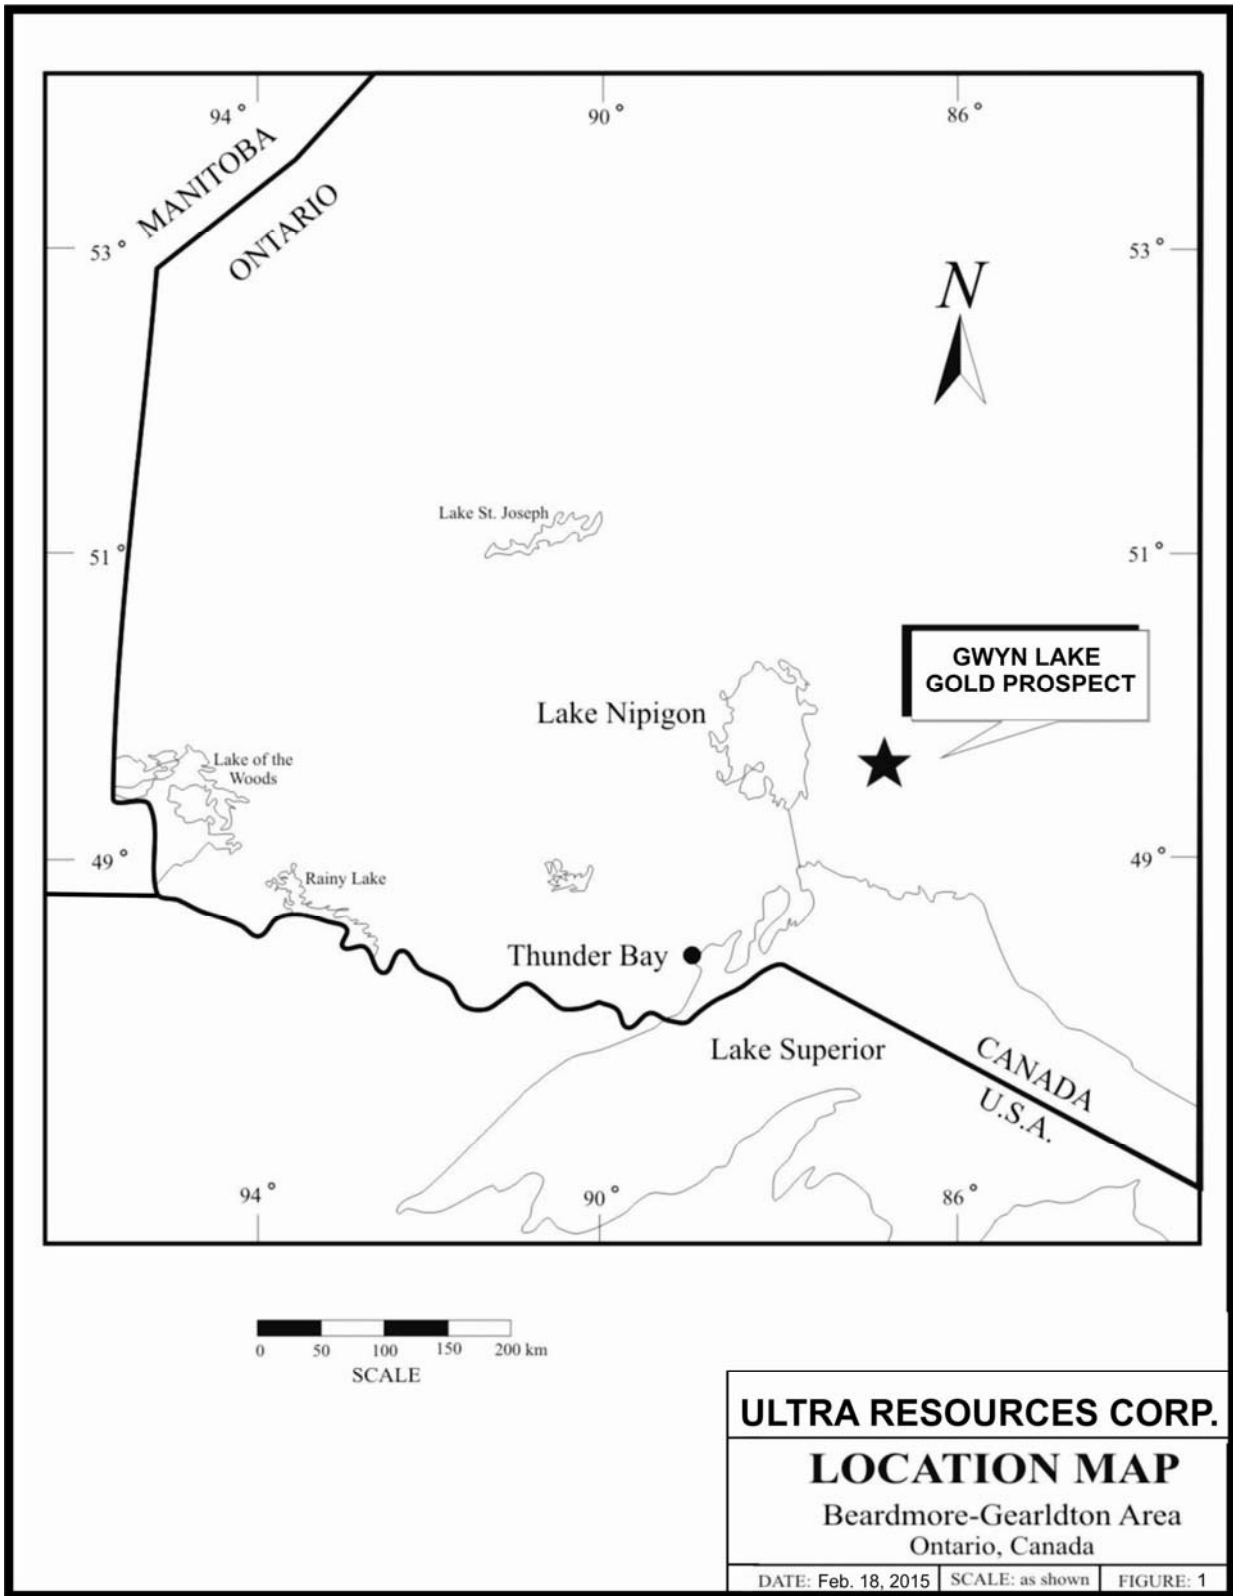 94° 90° 86°
MANITOBA
ONTARIO
53° 53°
N
Lake St. Joseph
51° 51°
GWYN LAKE
GOLD PROSPECT
Lake Nipigon
Lake of the
Woods
49° 49°
Rainy Lake
Thunder Bay
Lake Superior
CANADA
U.S.A.
94° 90° 86°
0 50 100 150 200 km
SCALE
ULTRA RESOURCES CORP.
LOCATION MAP
Beardmore-Gearldton Area
Ontario, Canada
DATE: Feb. 18, 2015 SCALE: as shown FIGURE: 1